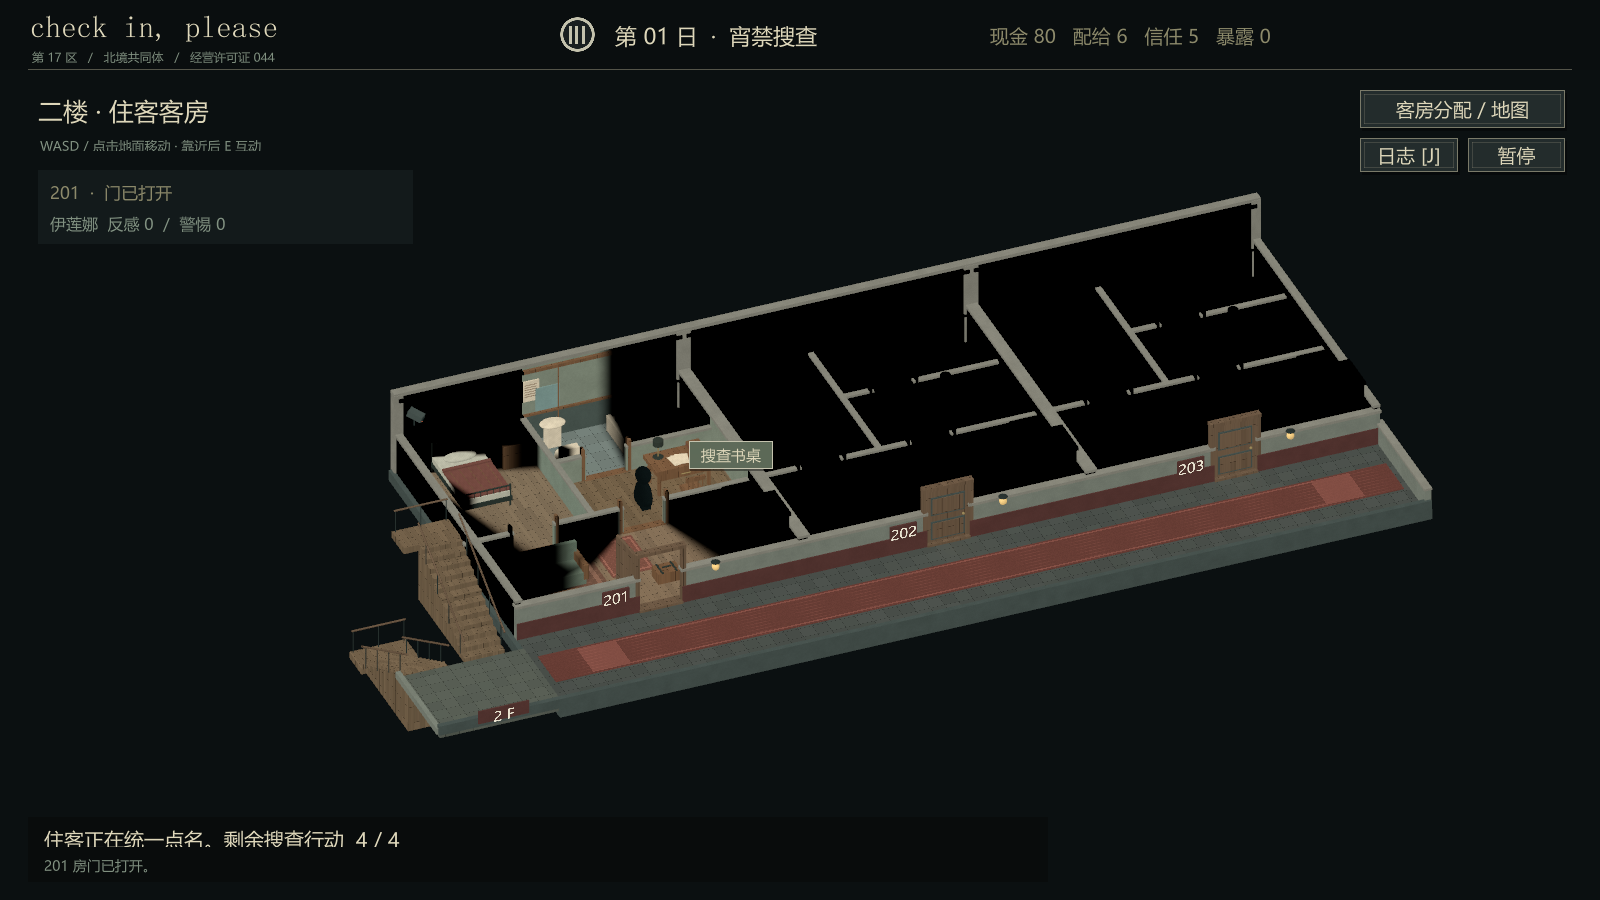 check in, please
第 17 区 / 北境共同体 / 经营许可证 044
第 01 日 · 宵禁搜查
现金 80 配给 6 信任 5 暴露 0
二楼 · 住客客房
WASD / 点击地面移动 · 靠近后 E 互动
客房分配 / 地图
日志 [J]
暂停
201 · 门已打开
伊莲娜 反感 0 / 警惕 0
搜查书桌
203
202
201
2 F
住客正在统一点名。剩余搜查行动 4 / 4
201 房门已打开。